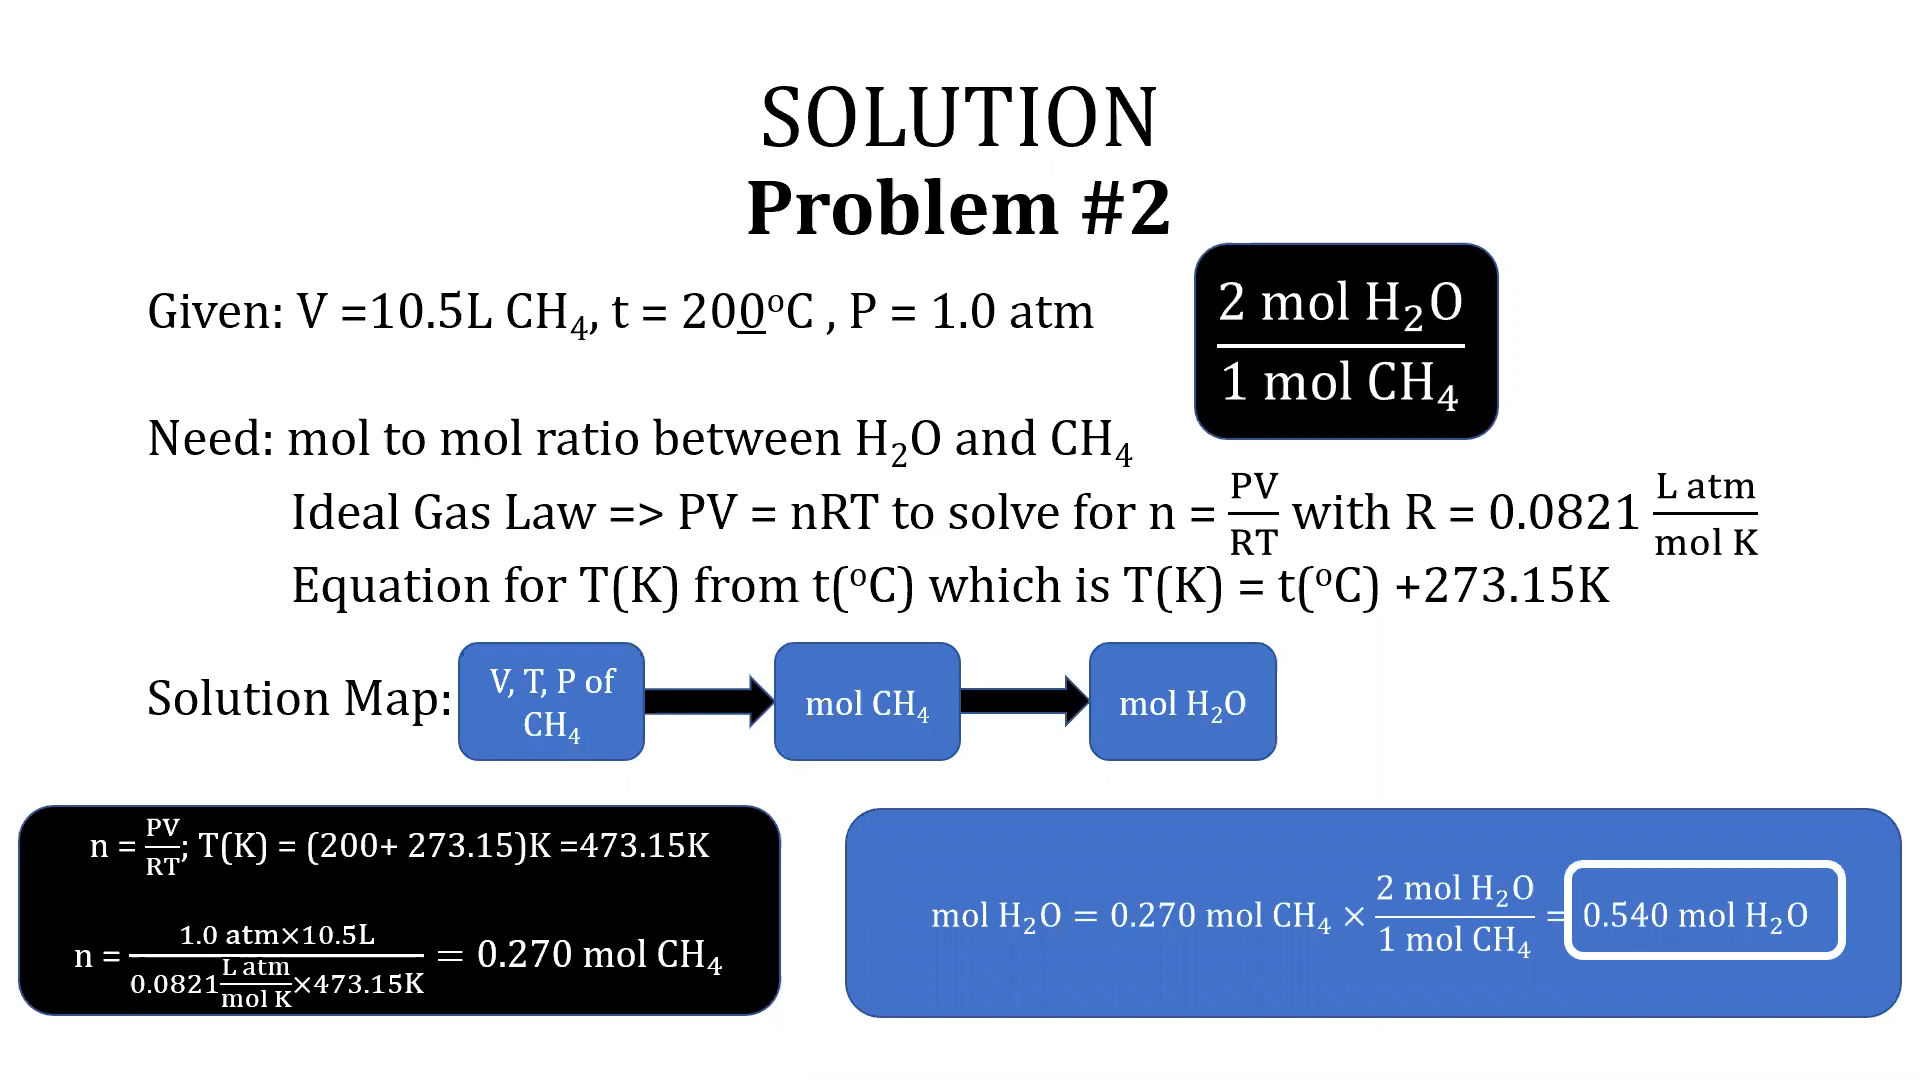 SOLUTION
Problem #2
Given: V =10.5L CH₄, t = 200̲ᵒC , P = 1.0 atm
2 mol H₂O
1 mol CH₄
Need: mol to mol ratio between H₂O and CH₄
Ideal Gas Law => PV = nRT to solve for n = PV/RT with R = 0.0821 L atm/mol K
Equation for T(K) from t(ᵒC) which is T(K) = t(ᵒC) +273.15K
Solution Map:
V, T, P of
CH₄
mol CH₄
mol H₂O
n = PV/RT; T(K) = (200+ 273.15)K =473.15K
n = 1.0 atm×10.5L / 0.0821 L atm/mol K ×473.15K = 0.270 mol CH₄
mol H₂O = 0.270 mol CH₄ × 2 mol H₂O / 1 mol CH₄ = 0.540 mol H₂O